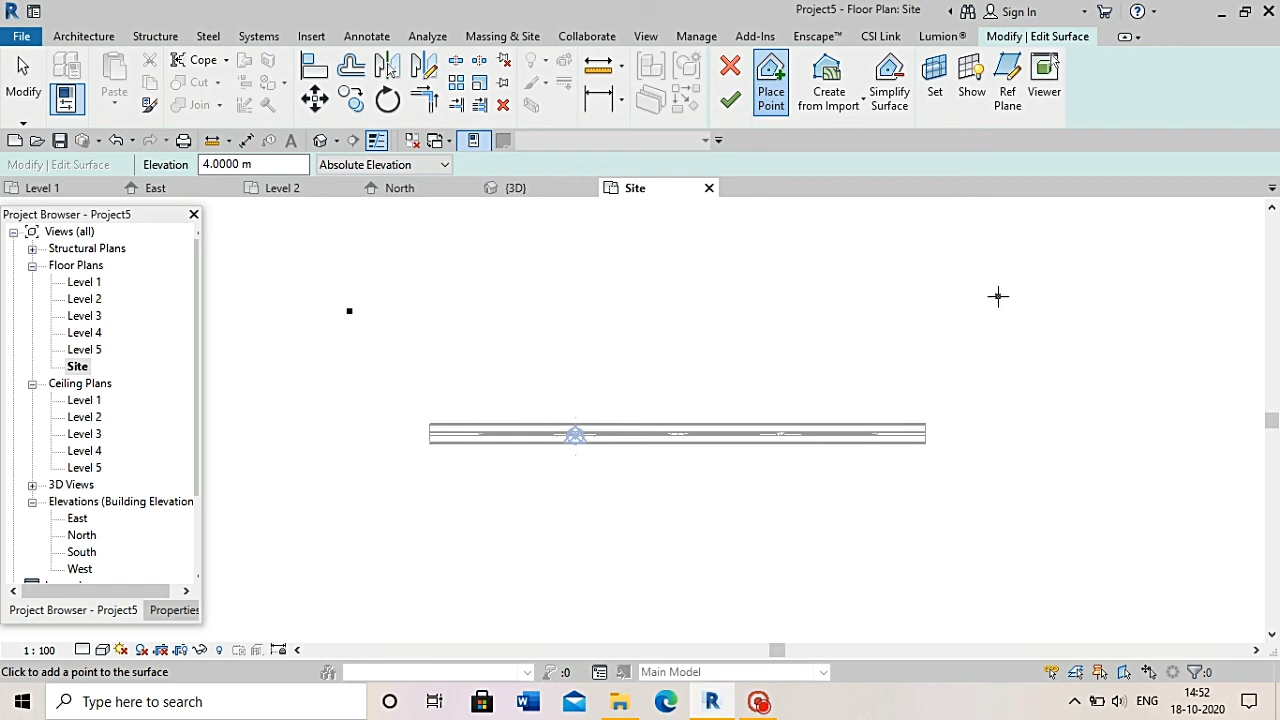 Project5 - Floor Plan: Site
Sign In
File
Architecture
Structure
Steel
Systems
Insert
Annotate
Analyze
Massing & Site
Collaborate
View
Manage
Add-Ins
Enscape™
CSI Link
Lumion®
Modify | Edit Surface
Modify
Paste
Cope
Cut
Join
Place
Point
Create
from Import
Simplify
Surface
Set
Show
Ref
Plane
Viewer
Modify | Edit Surface
Elevation
4.0000 m
Absolute Elevation
Level 1
East
Level 2
North
{3D}
Site
Project Browser - Project5
Views (all)
Structural Plans
Floor Plans
Level 1
Level 2
Level 3
Level 4
Level 5
Site
Ceiling Plans
Level 1
Level 2
Level 3
Level 4
Level 5
3D Views
Elevations (Building Elevation
East
North
South
West
Project Browser - Project5
Properties
1 : 100
Click to add a point to the surface
:0
Main Model
:0
Type here to search
ENG
14:52
18-10-2020